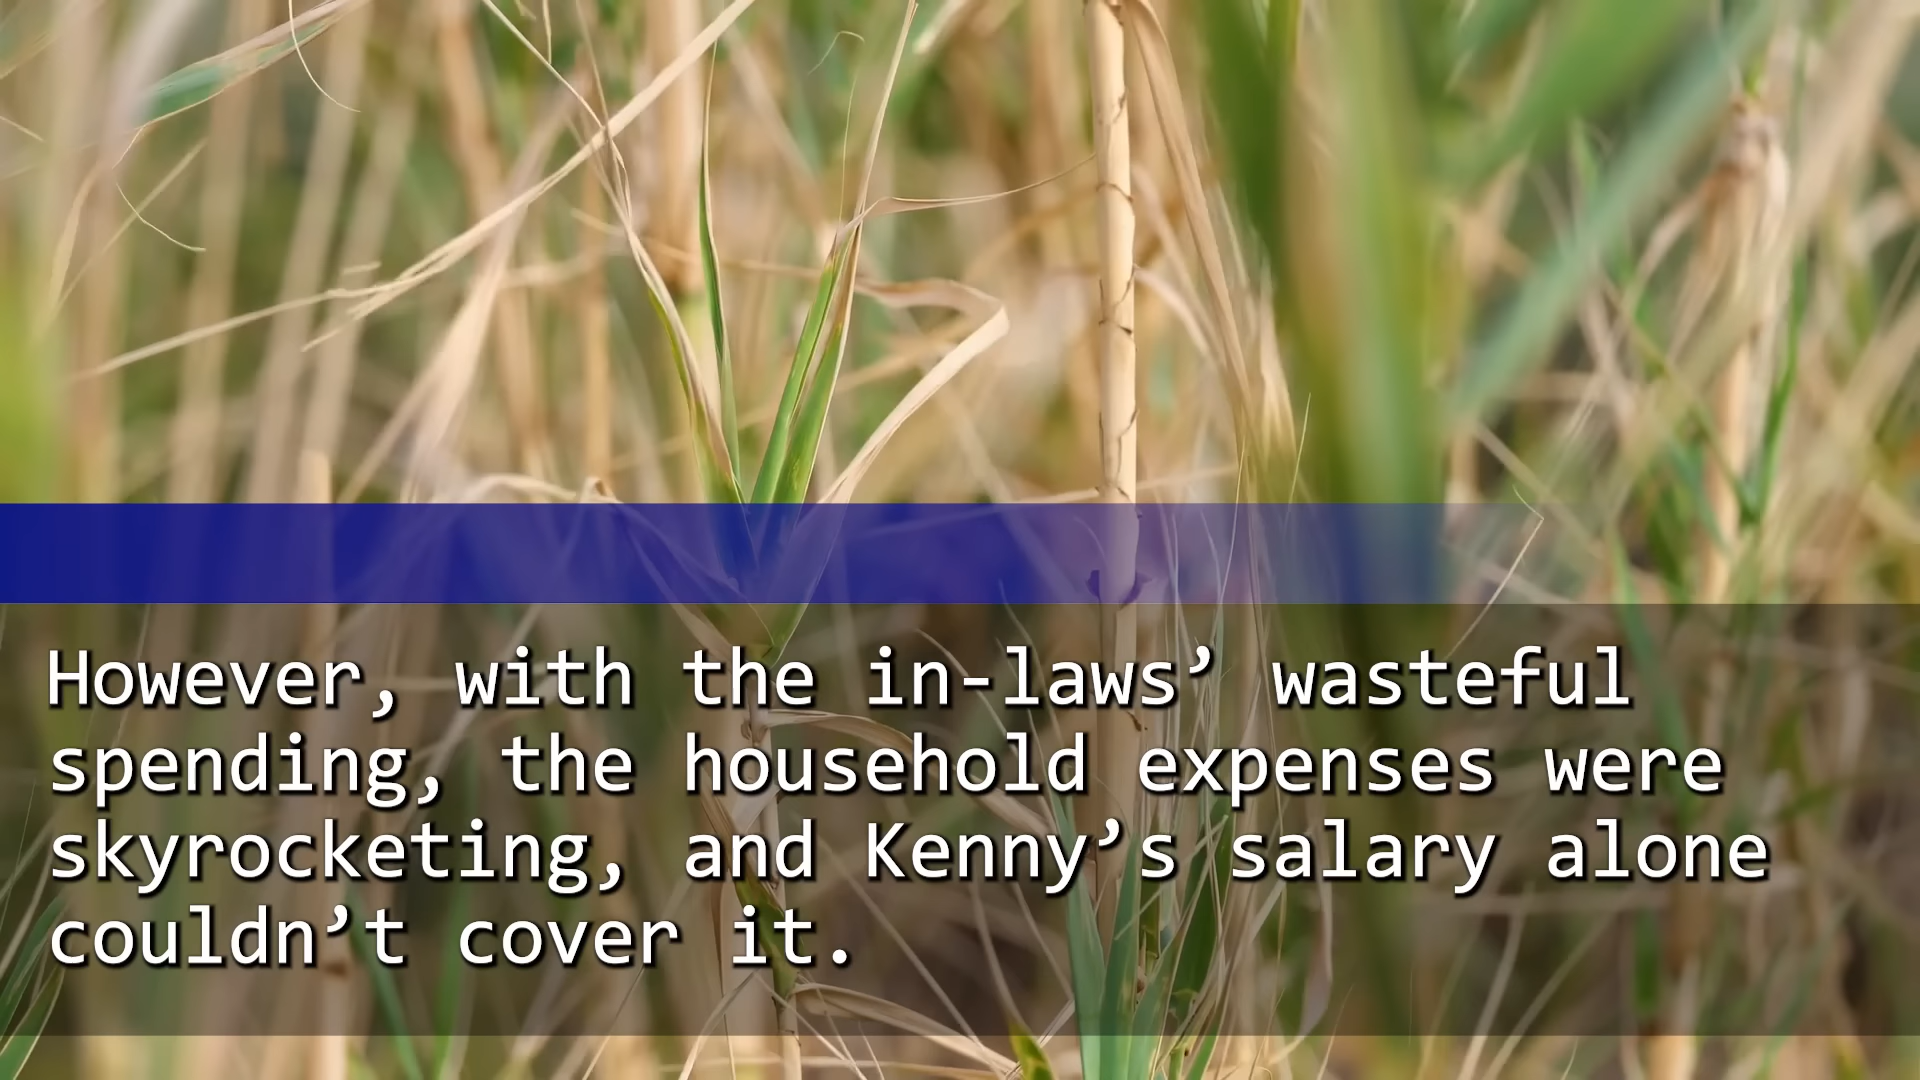 However, with the in-laws’ wasteful
spending, the household expenses were
skyrocketing, and Kenny’s salary alone
couldn’t cover it.